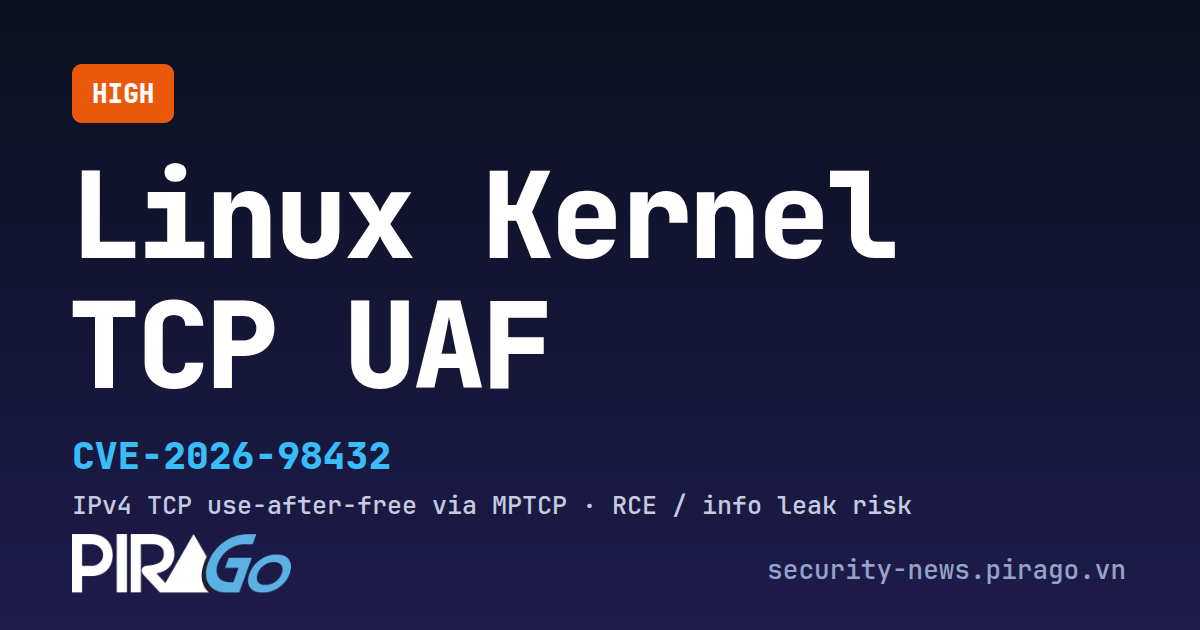 HIGH
Linux Kernel
TCP UAF
CVE-2026-98432
IPv4 TCP use-after-free via MPTCP · RCE / info leak risk
PIRAGO
security-news.pirago.vn